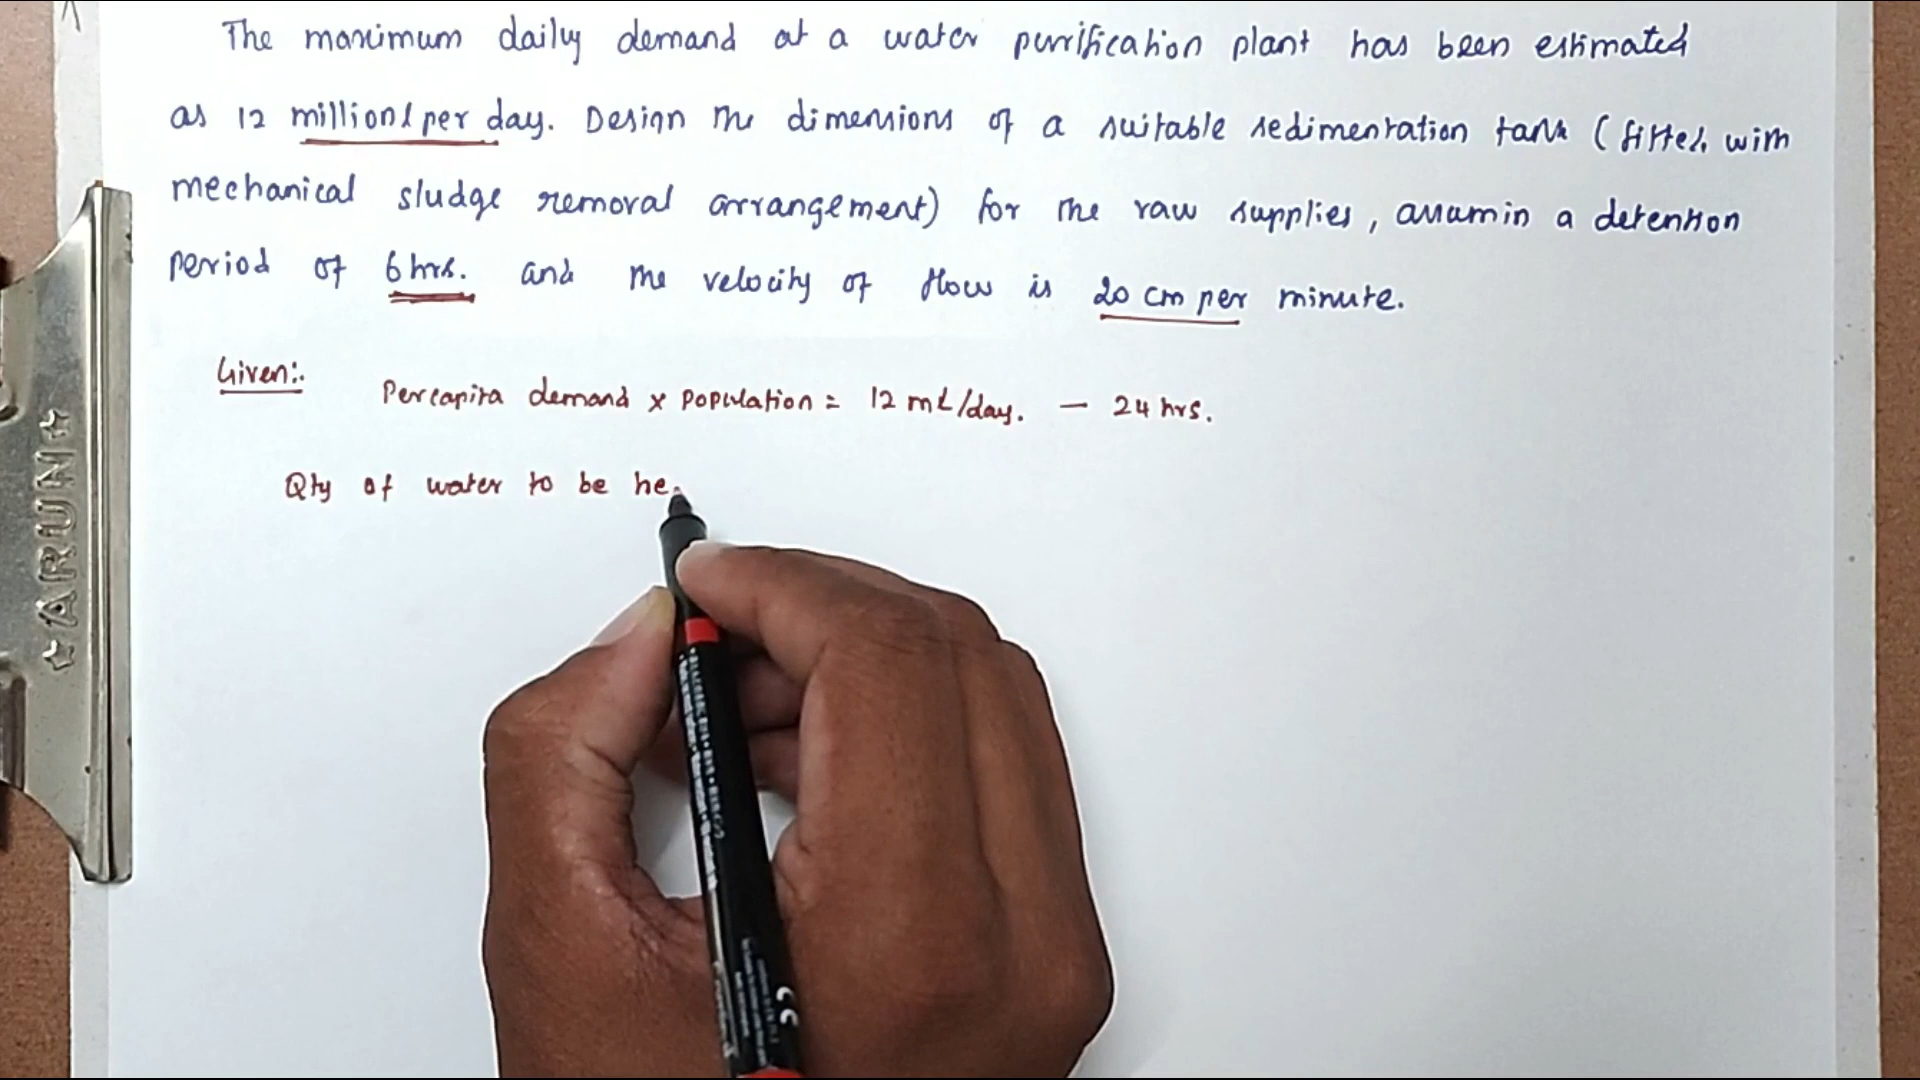 The maximum daily demand at a water purification plant has been estimated
as 12 million l per day. Design the dimensions of a suitable sedimentation tank (fitted with
mechanical sludge removal arrangement) for the raw supplies, assumin a detention
period of 6 hrs. and the velocity of flow is 20 cm per minute.
Given:.
Percapita demand x population = 12 mL/day. — 24 hrs.
Qty of water to be he
ARUN
CE